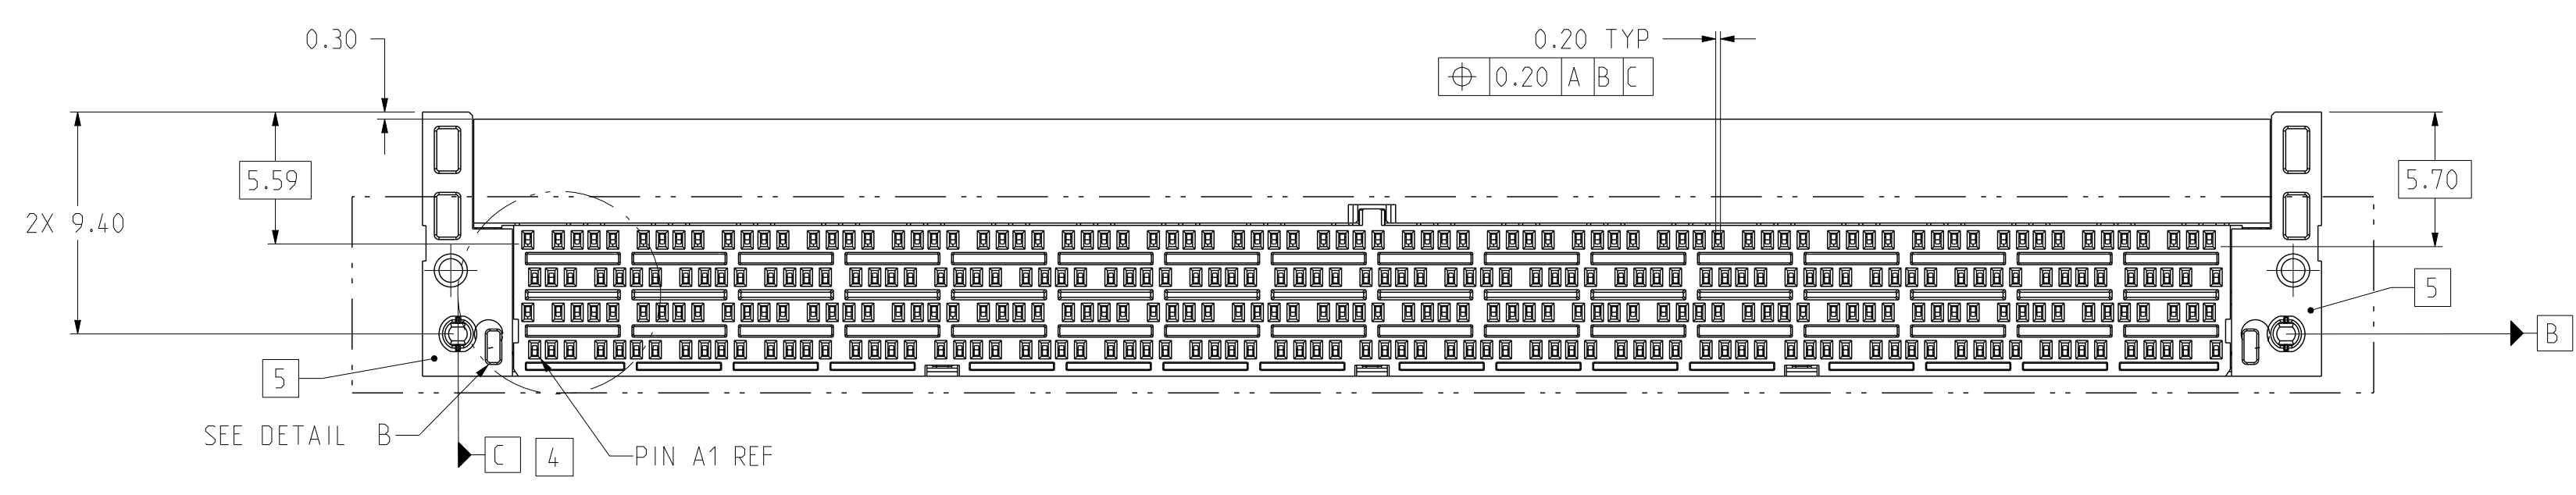 0.30
0.20 TYP
⌖ 0.20 A B C
5.59
5.70
2X 9.40
5
B
5
SEE DETAIL B
C
4
PIN A1 REF